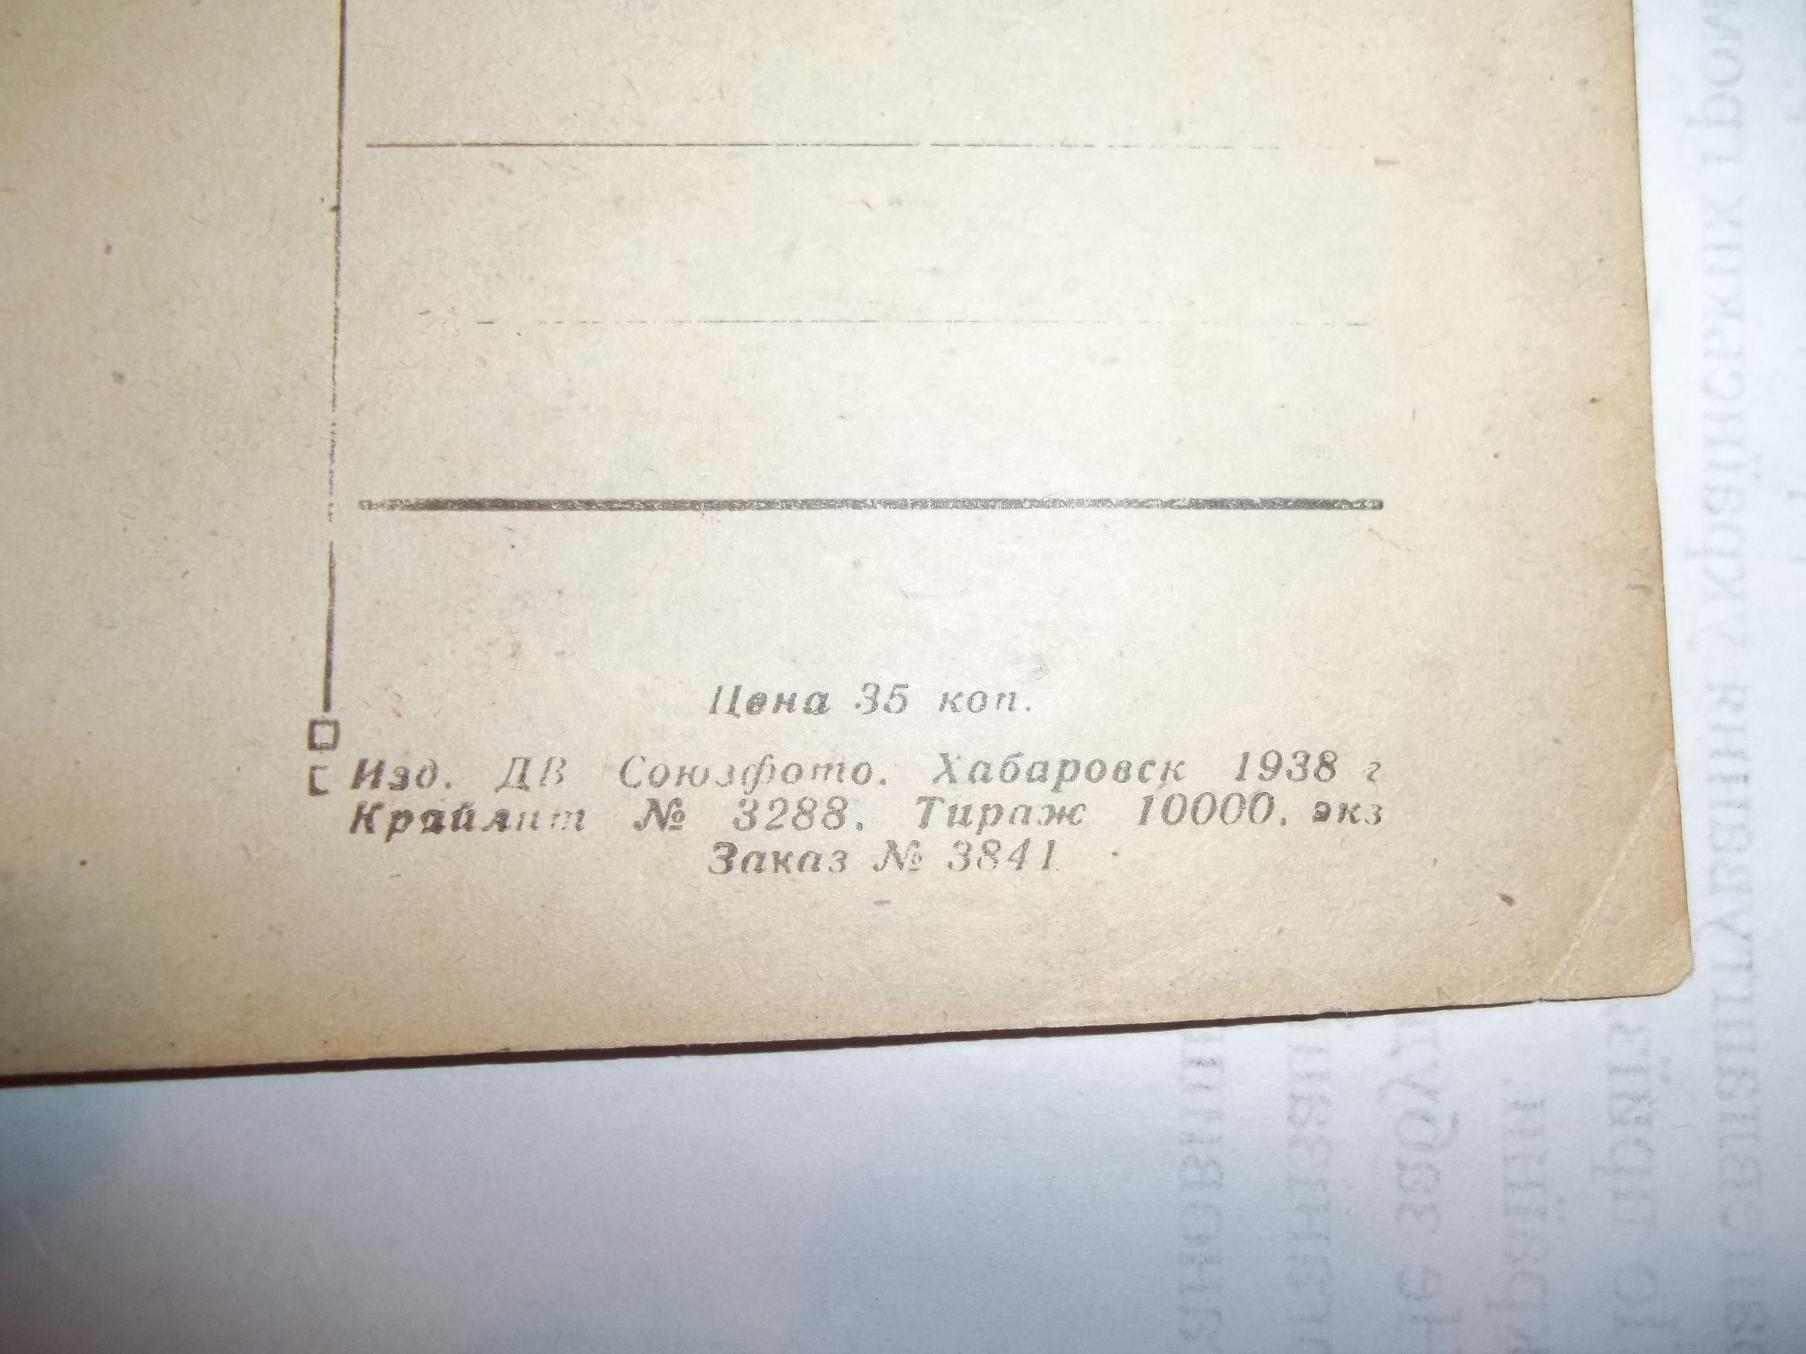 Цена 35 коп.
Изд. ДВ Союзфото. Хабаровск 1938 г
Крайлит № 3288. Тираж 10000. экз
Заказ № 3841